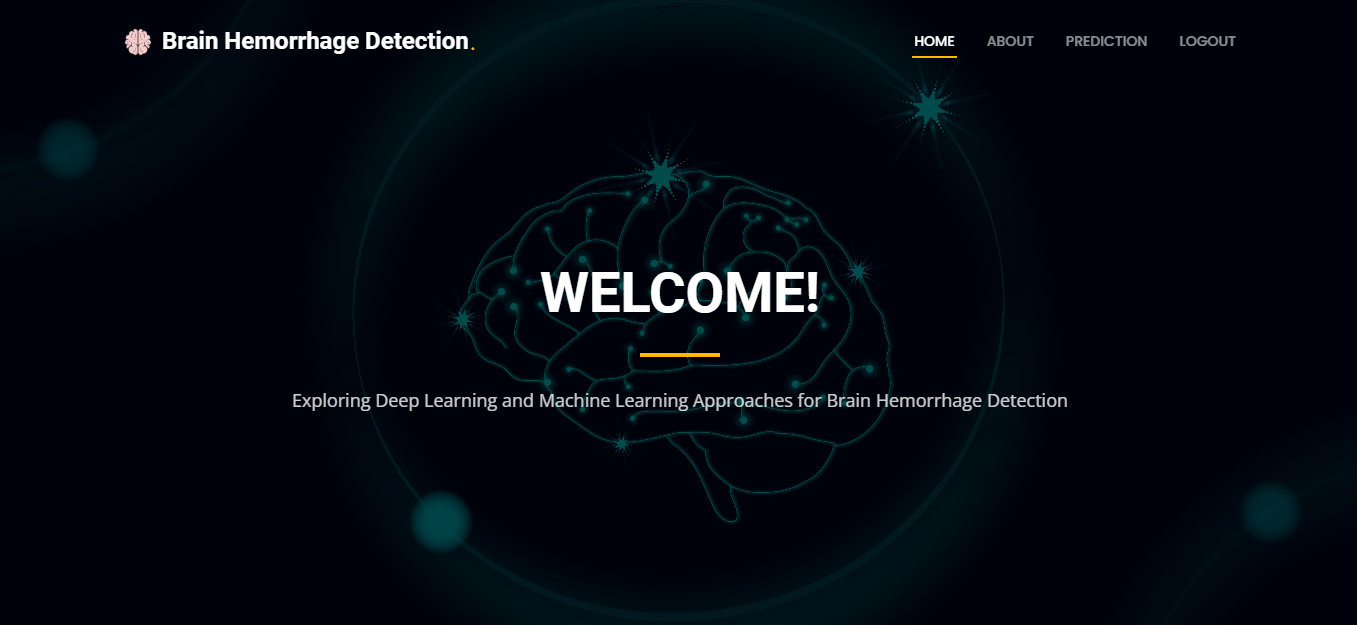 Brain Hemorrhage Detection.
HOME ABOUT PREDICTION LOGOUT
WELCOME!
Exploring Deep Learning and Machine Learning Approaches for Brain Hemorrhage Detection